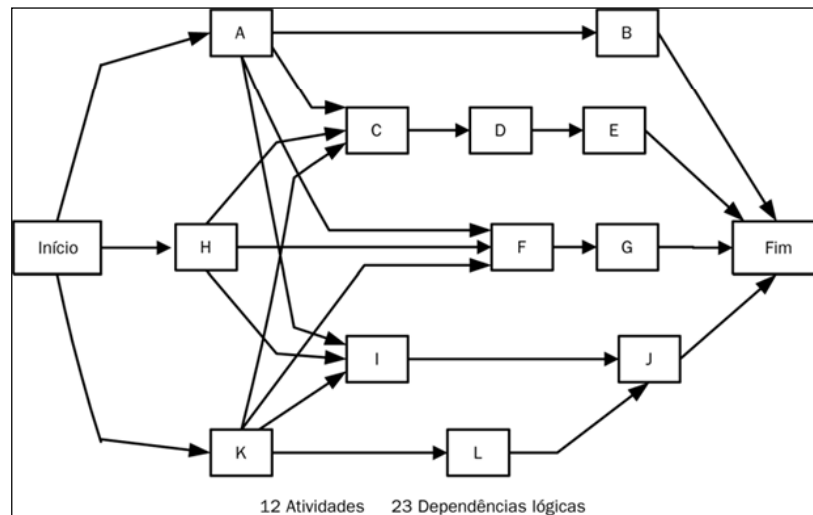 A
B
C
D
E
Início
H
F
G
Fim
I
J
K
L
12 Atividades 23 Dependências lógicas